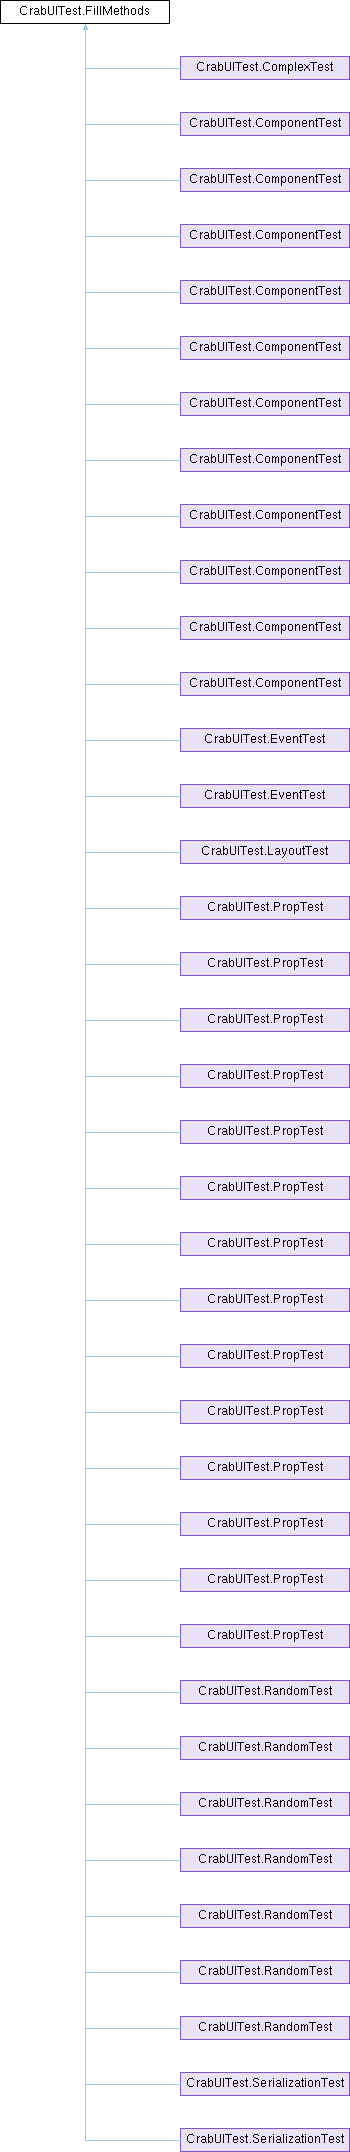 CrabUITest.FillMethods
CrabUITest.ComplexTest
CrabUITest.ComponentTest
CrabUITest.ComponentTest
CrabUITest.ComponentTest
CrabUITest.ComponentTest
CrabUITest.ComponentTest
CrabUITest.ComponentTest
CrabUITest.ComponentTest
CrabUITest.ComponentTest
CrabUITest.ComponentTest
CrabUITest.ComponentTest
CrabUITest.ComponentTest
CrabUITest.EventTest
CrabUITest.EventTest
CrabUITest.LayoutTest
CrabUITest.PropTest
CrabUITest.PropTest
CrabUITest.PropTest
CrabUITest.PropTest
CrabUITest.PropTest
CrabUITest.PropTest
CrabUITest.PropTest
CrabUITest.PropTest
CrabUITest.PropTest
CrabUITest.PropTest
CrabUITest.PropTest
CrabUITest.PropTest
CrabUITest.PropTest
CrabUITest.PropTest
CrabUITest.RandomTest
CrabUITest.RandomTest
CrabUITest.RandomTest
CrabUITest.RandomTest
CrabUITest.RandomTest
CrabUITest.RandomTest
CrabUITest.RandomTest
CrabUITest.SerializationTest
CrabUITest.SerializationTest